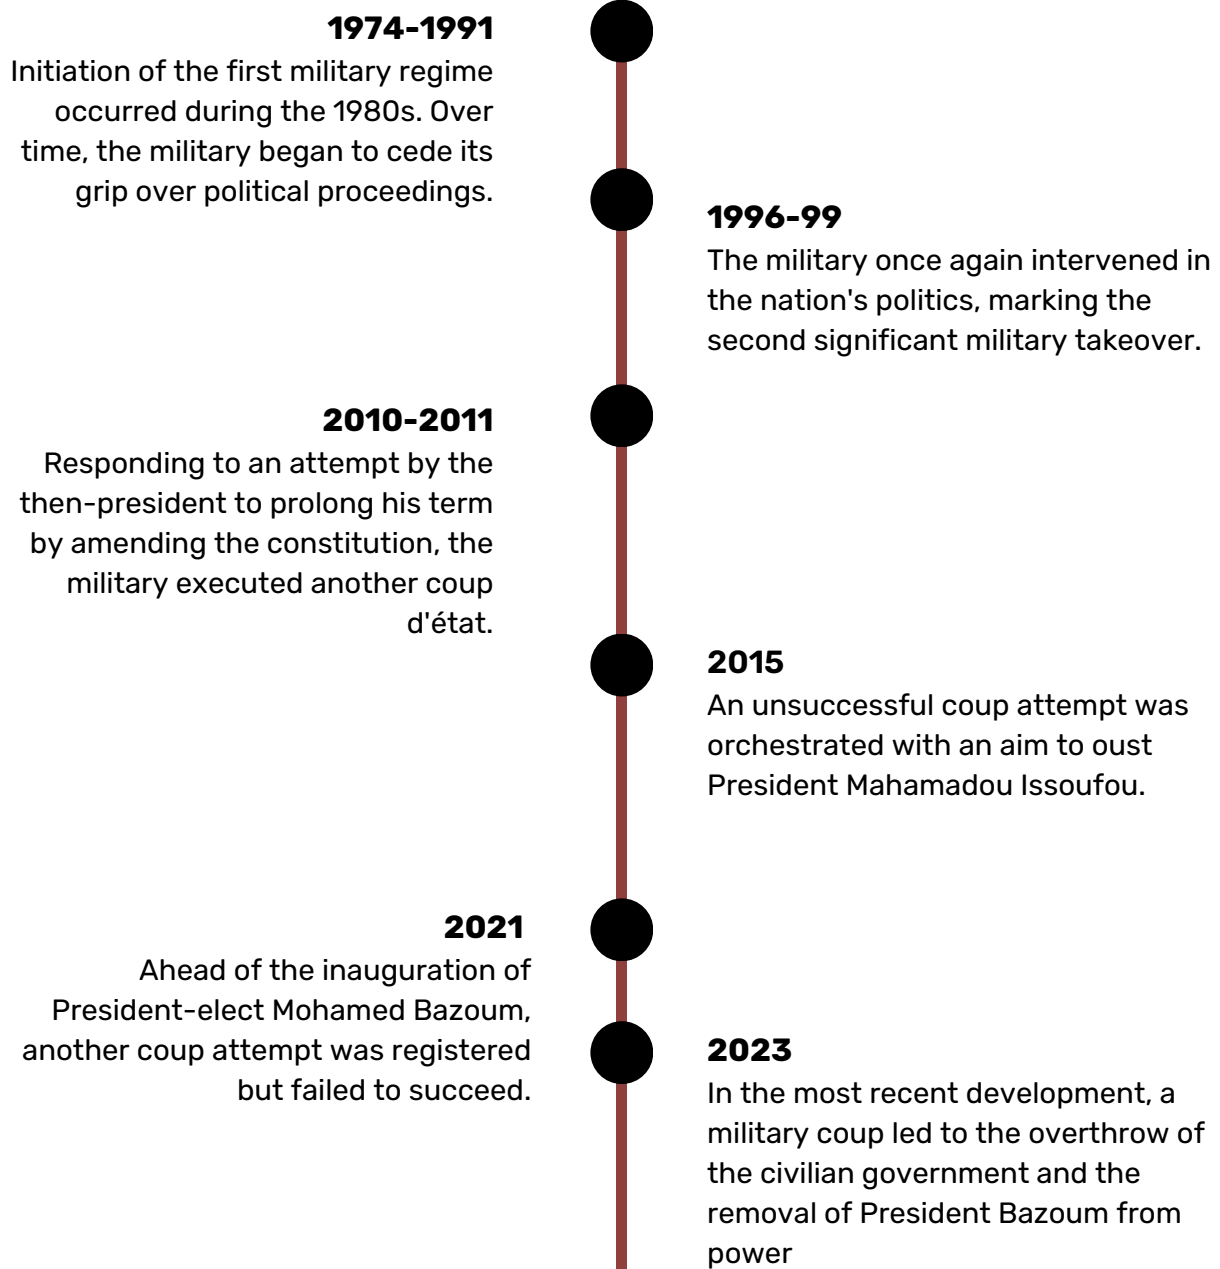 1974-1991
Initiation of the first military regime
occurred during the 1980s. Over
time, the military began to cede its
grip over political proceedings.
1996-99
The military once again intervened in
the nation's politics, marking the
second significant military takeover.
2010-2011
Responding to an attempt by the
then-president to prolong his term
by amending the constitution, the
military executed another coup
d'état.
2015
An unsuccessful coup attempt was
orchestrated with an aim to oust
President Mahamadou Issoufou.
2021
Ahead of the inauguration of
President-elect Mohamed Bazoum,
another coup attempt was registered
but failed to succeed.
2023
In the most recent development, a
military coup led to the overthrow of
the civilian government and the
removal of President Bazoum from
power